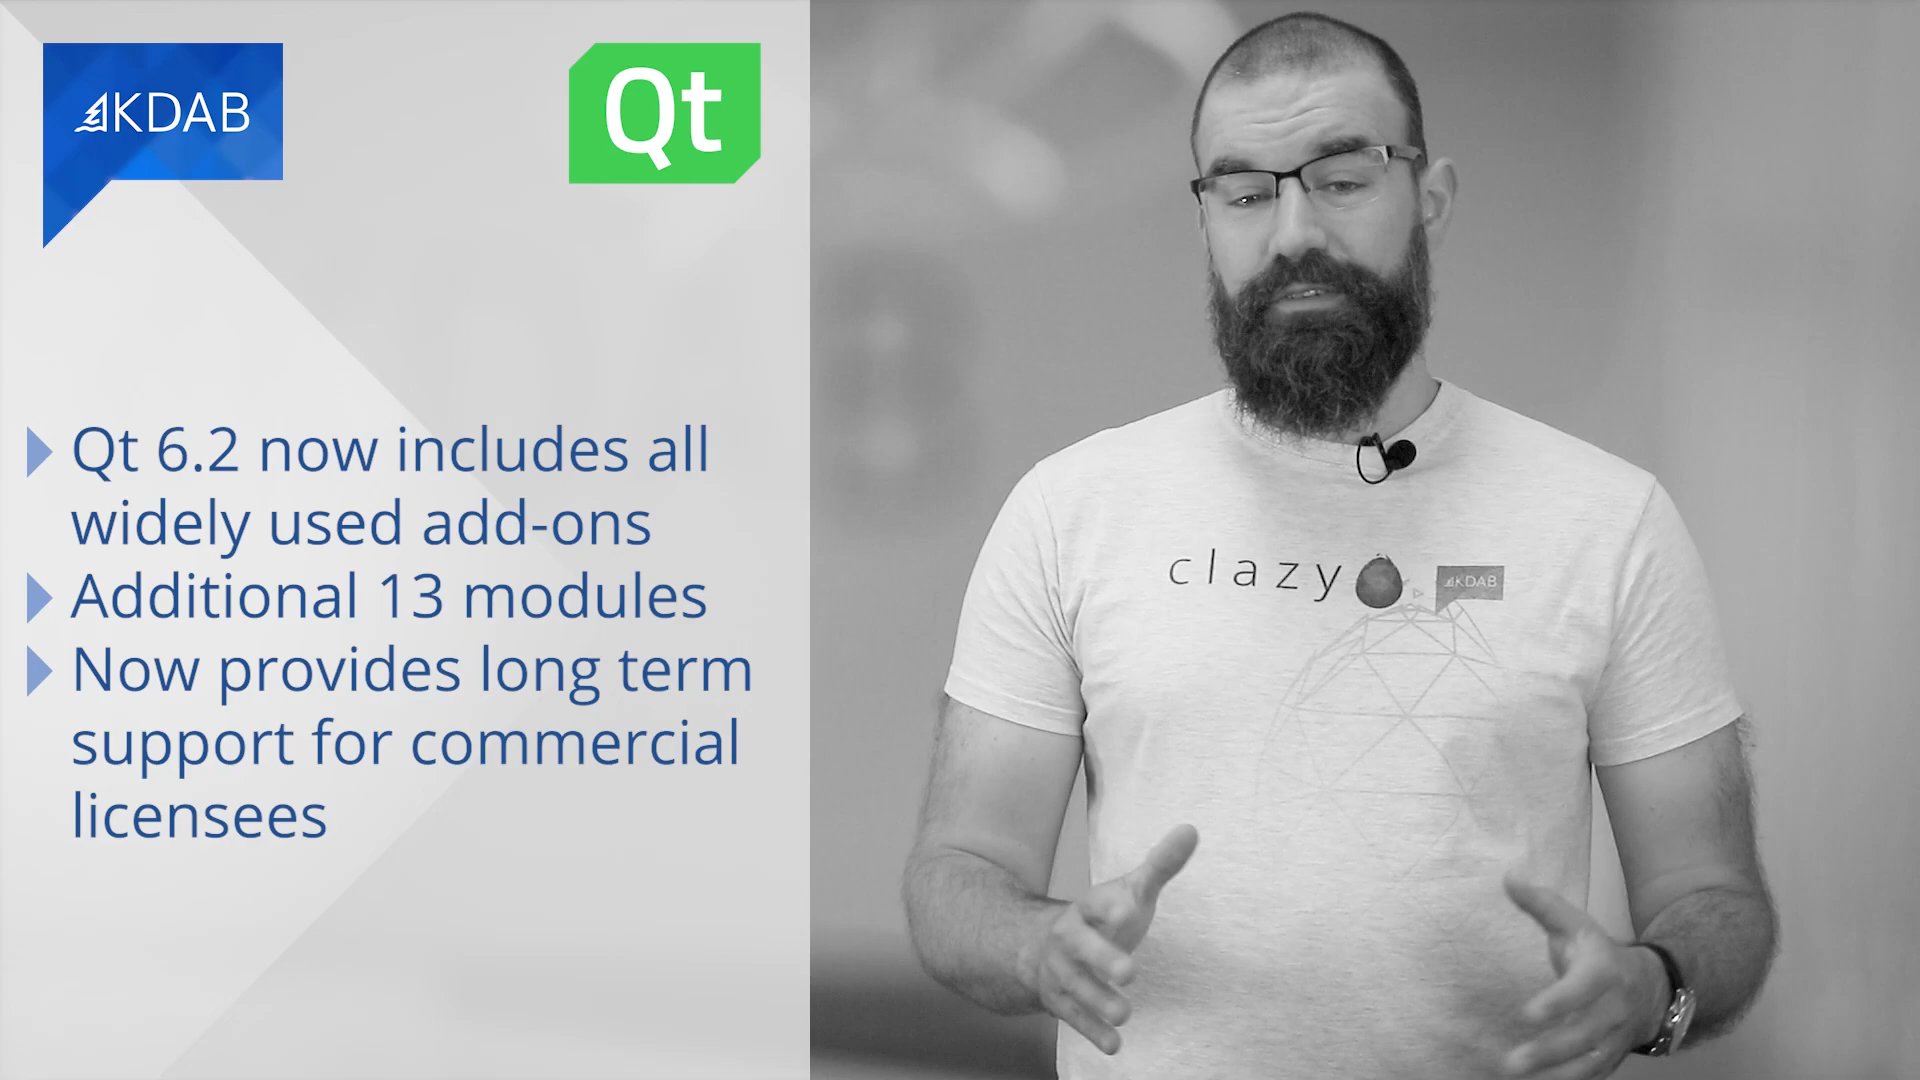 KDAB
Qt
Qt 6.2 now includes all
widely used add-ons
Additional 13 modules
Now provides long term
support for commercial
licensees
clazy
KDAB